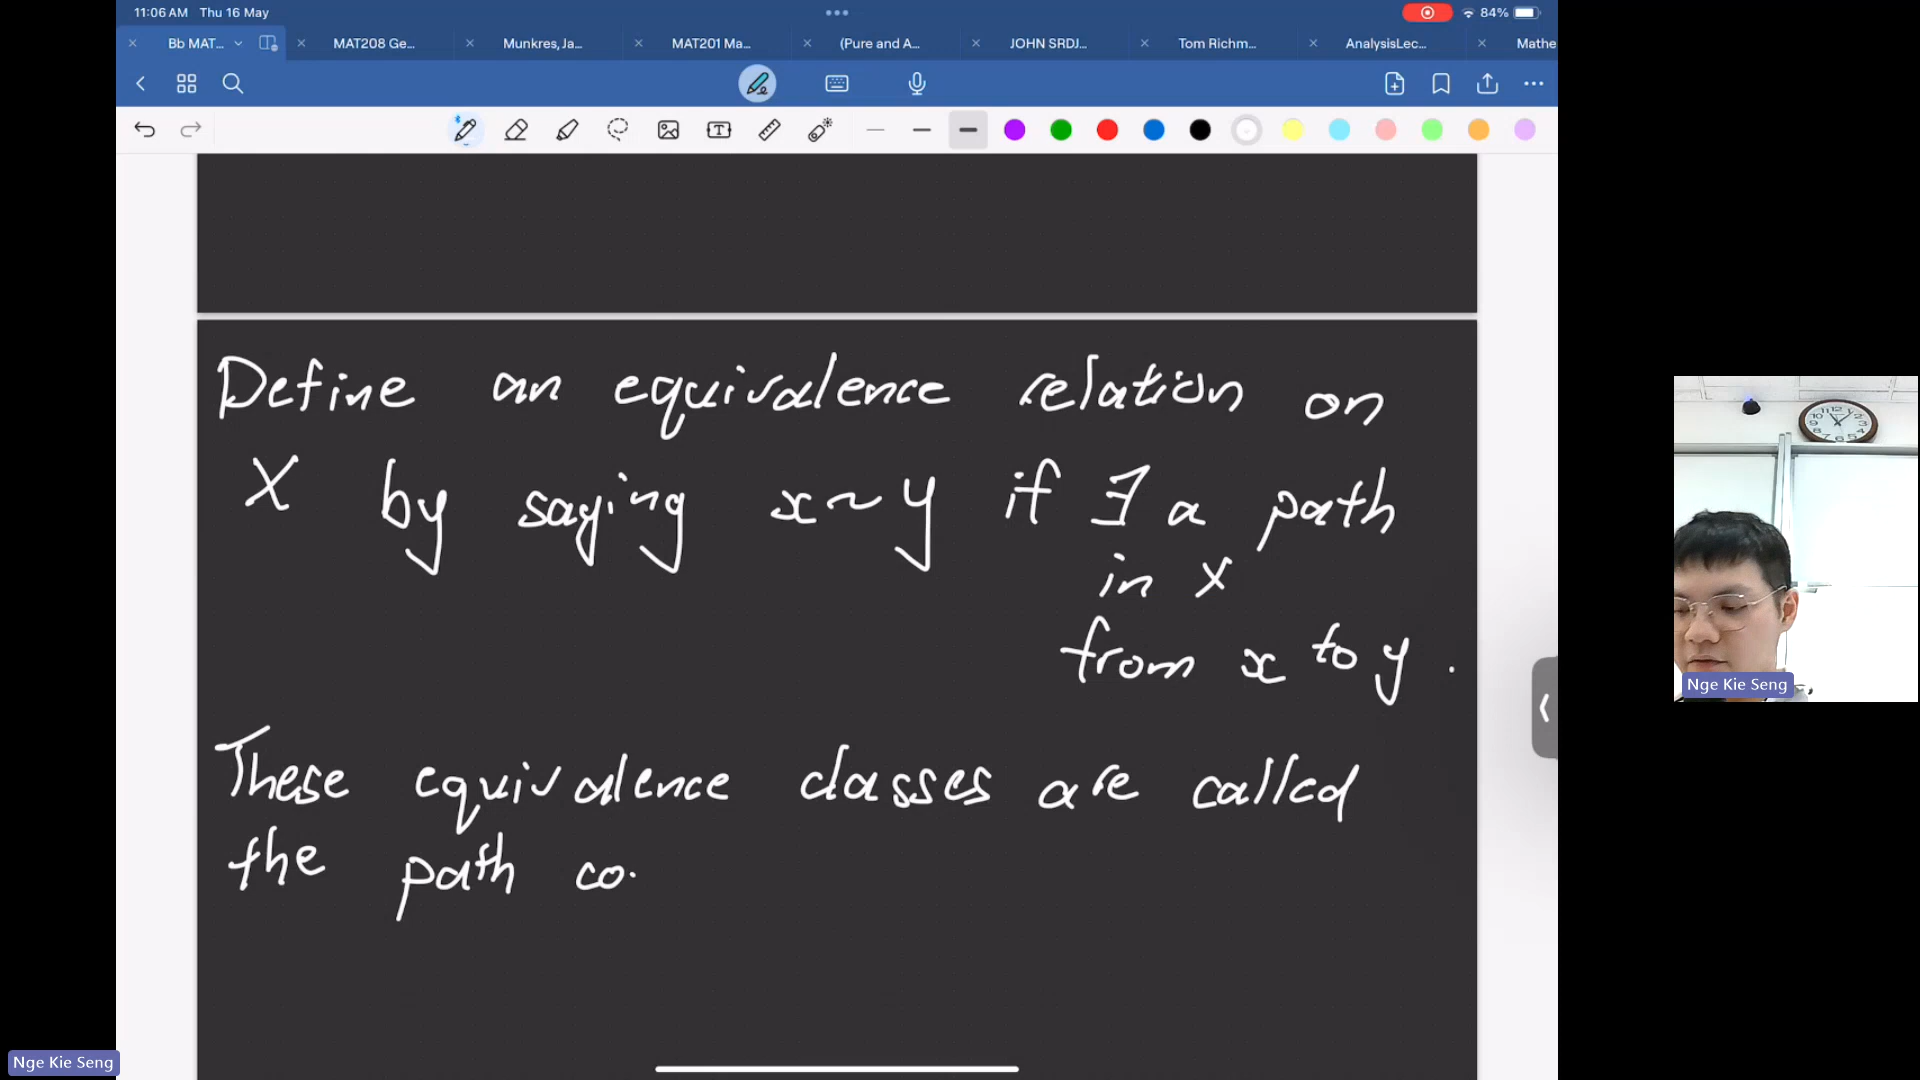 11:06 AM Thu 16 May
84%
Bb MAT...
MAT208 Ge...
Munkres, Ja...
MAT201 Ma...
(Pure and A...
JOHN SRDJ...
Tom Richm...
AnalysisLec...
Mathe
Define an equivalence relation on
X by saying x ~ y if ∃ a path
in X
from x to y .
These equivalence classes are called
the path co
Nge Kie Seng
Nge Kie Seng